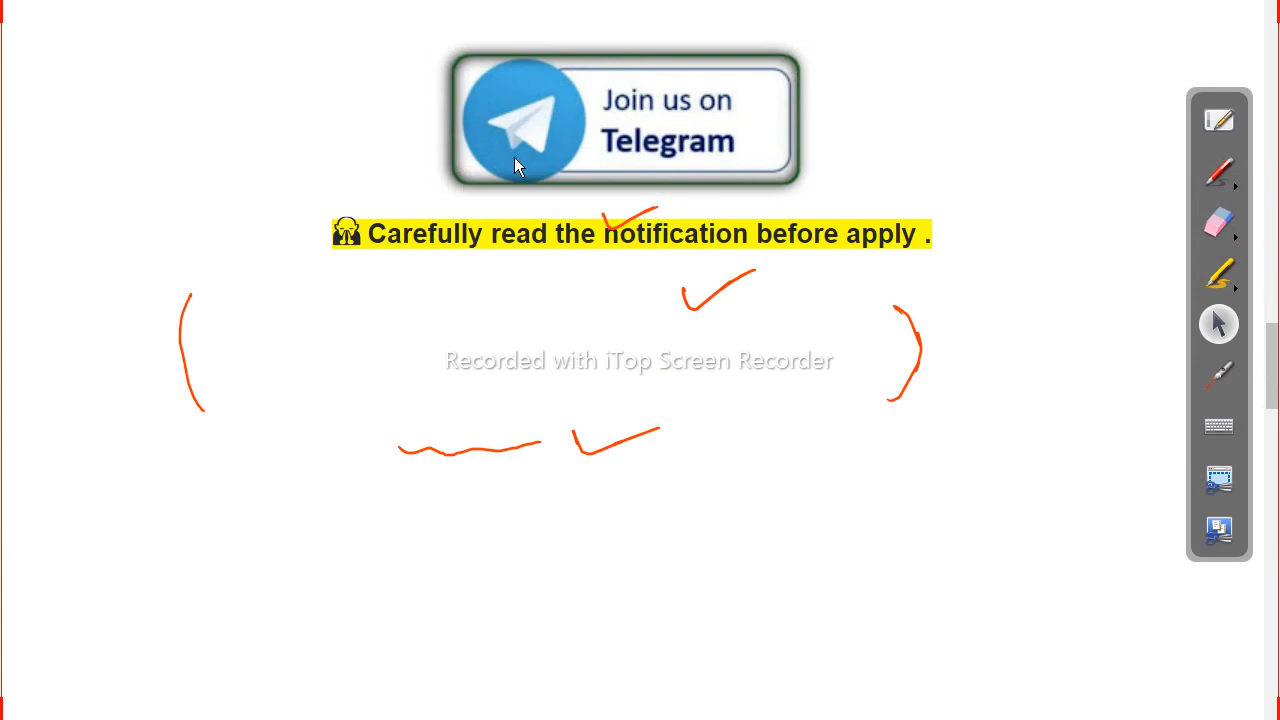 Join us on
Telegram
Carefully read the notification before apply .
Recorded with iTop Screen Recorder